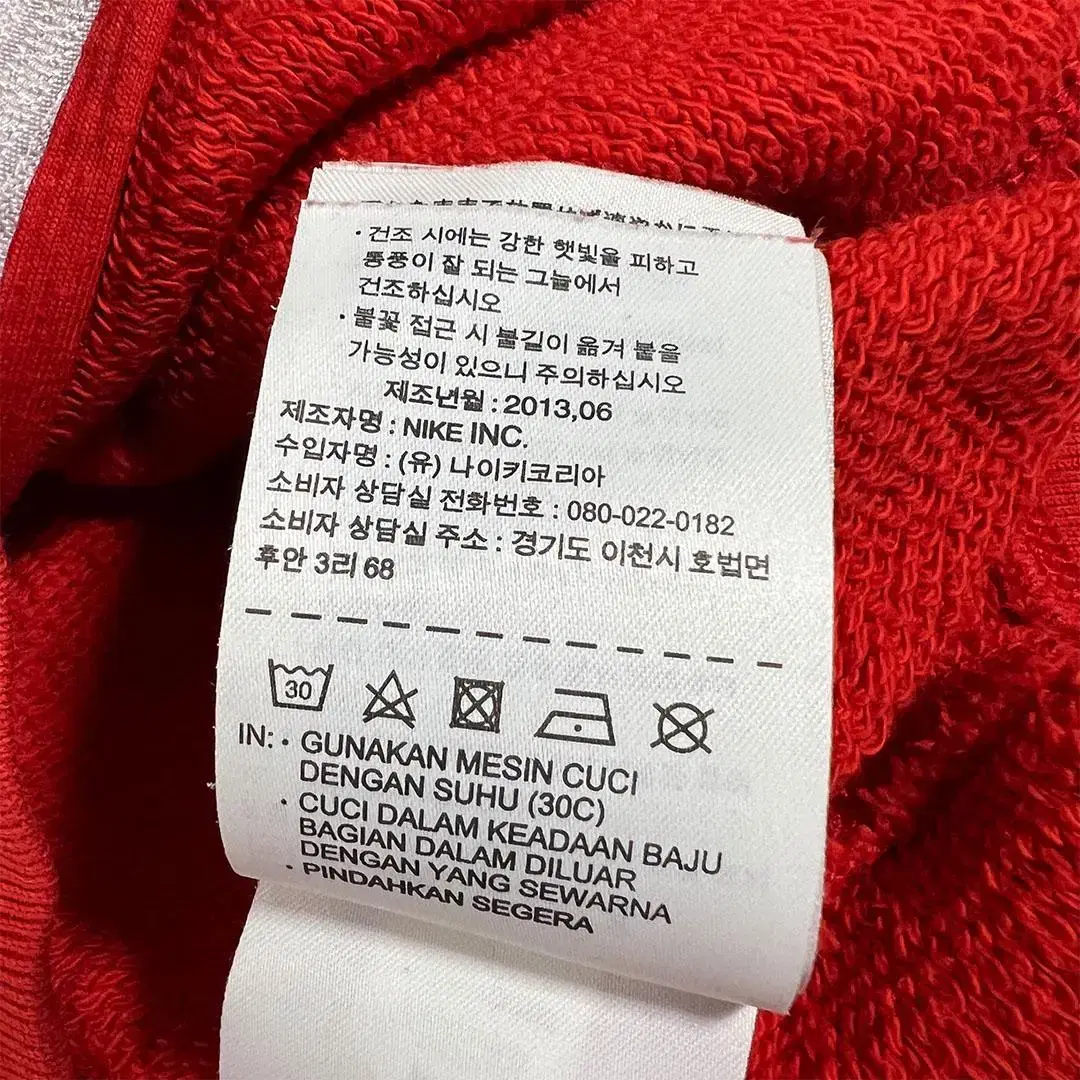 · 건조 시에는 강한 햇빛을 피하고
통풍이 잘 되는 그늘에서
건조하십시오
· 불꽃 접근 시 불길이 옮겨 붙을
가능성이 있으니 주의하십시오
제조년월 : 2013,06
제조자명 : NIKE INC.
수입자명 : (유) 나이키코리아
소비자 상담실 전화번호 : 080-022-0182
소비자 상담실 주소 : 경기도 이천시 호법면
후안 3리 68
30
IN: · GUNAKAN MESIN CUCI
DENGAN SUHU (30C)
· CUCI DALAM KEADAAN BAJU
BAGIAN DALAM DILUAR
DENGAN YANG SEWARNA
· PINDAHKAN SEGERA